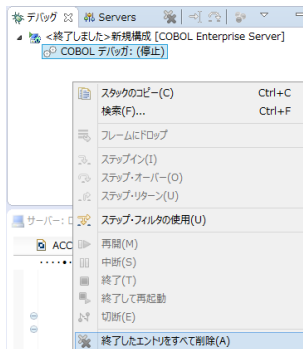 デバッグ
Servers
<終了しました>新規構成 [COBOL Enterprise Server]
COBOL デバッガ: (停止)
スタックのコピー(C) Ctrl+C
検索(F)... Ctrl+F
フレームにドロップ
ステップイン(I)
ステップ・オーバー(O)
ステップ・リターン(U)
サーバー:
ステップ・フィルタの使用(U)
ACC
再開(M)
中断(S)
終了(T)
終了して再起動
切断(E)
終了したエントリをすべて削除(A)